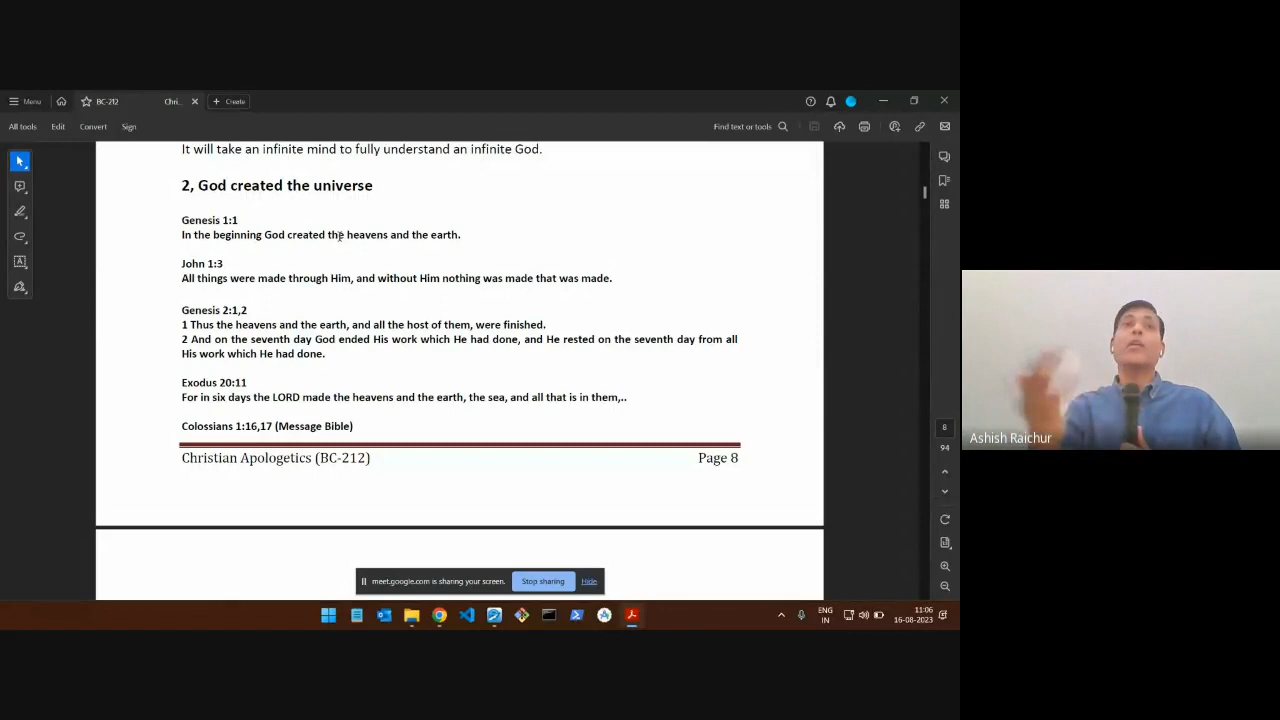 Menu
BC-212
Chri...
Create
All tools
Edit
Convert
Sign
Find text or tools
It will take an infinite mind to fully understand an infinite God.
2, God created the universe
Genesis 1:1
In the beginning God created the heavens and the earth.
John 1:3
All things were made through Him, and without Him nothing was made that was made.
Genesis 2:1,2
1 Thus the heavens and the earth, and all the host of them, were finished.
2 And on the seventh day God ended His work which He had done, and He rested on the seventh day from all
His work which He had done.
Exodus 20:11
For in six days the LORD made the heavens and the earth, the sea, and all that is in them,..
Colossians 1:16,17 (Message Bible)
Christian Apologetics (BC-212)
Page 8
8
94
meet.google.com is sharing your screen.
Stop sharing
Hide
ENG
IN
11:06
16-08-2023
Ashish Raichur